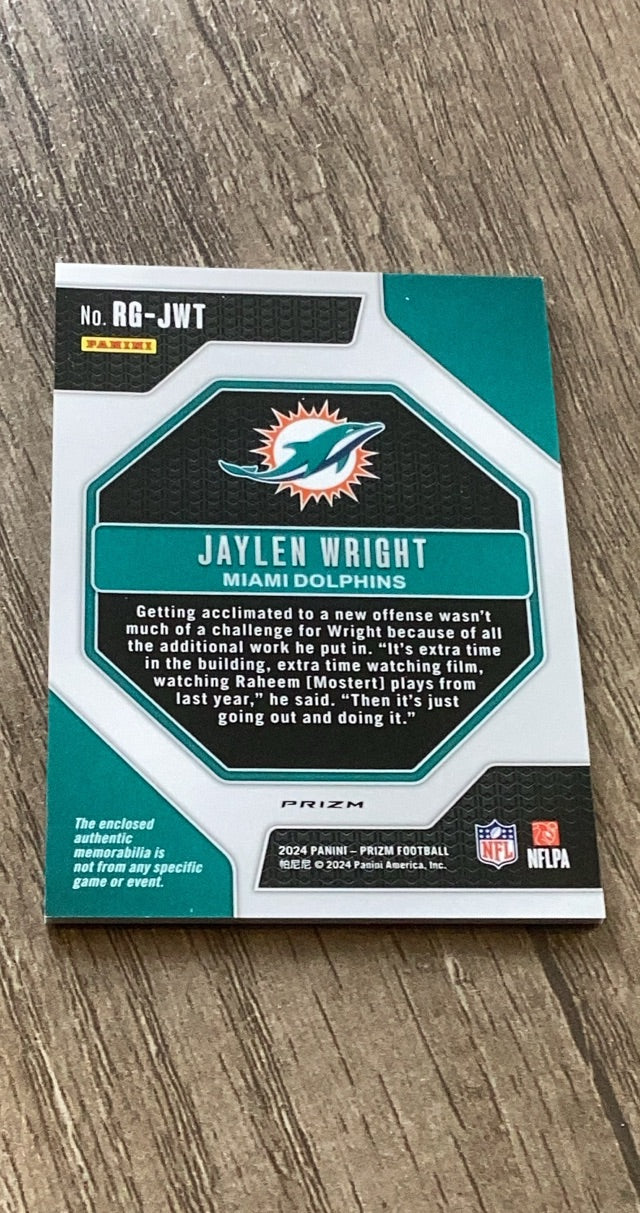 No. RG-JWT
PANINI
JAYLEN WRIGHT
MIAMI DOLPHINS
Getting acclimated to a new offense wasn't
much of a challenge for Wright because of all
the additional work he put in. “It's extra time
in the building, extra time watching film,
watching Raheem [Mostert] plays from
last year,” he said. “Then it's just
going out and doing it.”
PRIZM
The enclosed
authentic
memorabilia is
not from any specific
game or event.
2024 PANINI – PRIZM FOOTBALL
帕尼尼 © 2024 Panini America, Inc.
NFL
NFLPA